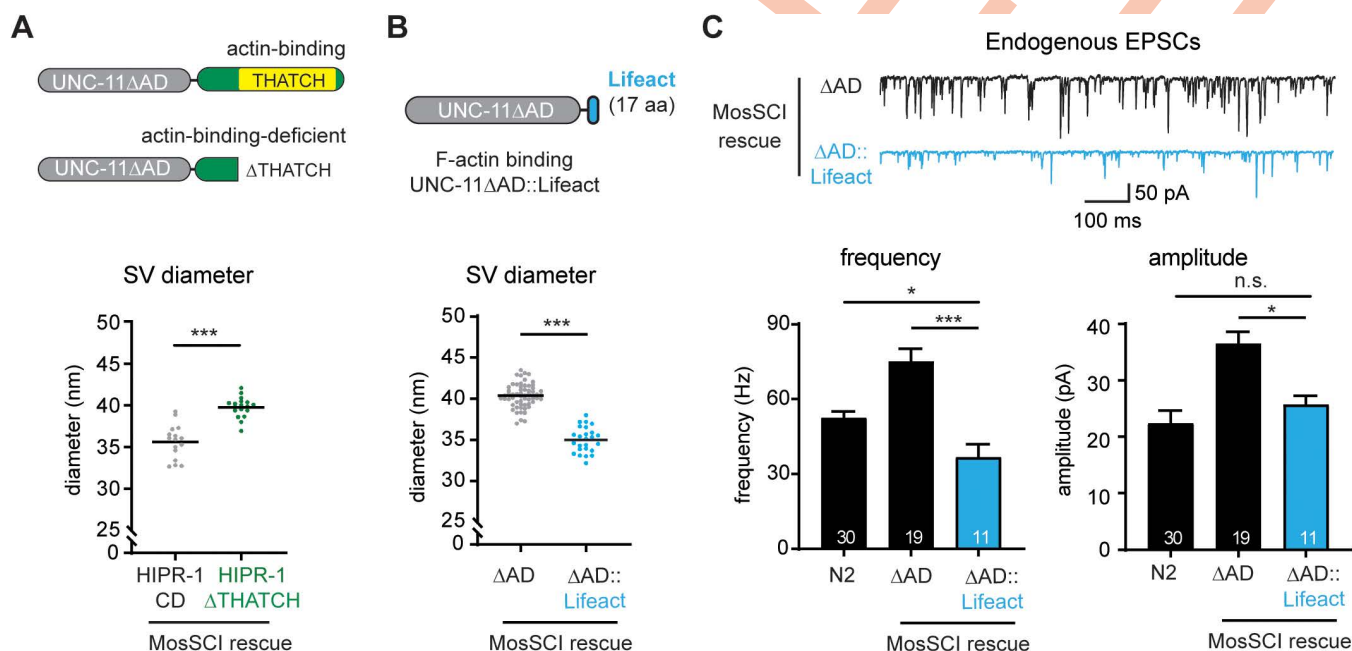 A
actin-binding
UNC-11ΔAD
THATCH
actin-binding-deficient
UNC-11ΔAD
ΔTHATCH
SV diameter
***
diameter (nm)
50
45
40
35
30
25
0
HIPR-1
CD
HIPR-1
ΔTHATCH
MosSCI rescue
B
Lifeact
(17 aa)
UNC-11ΔAD
F-actin binding
UNC-11ΔAD::Lifeact
SV diameter
***
diameter (nm)
50
45
40
35
30
25
0
ΔAD
ΔAD::
Lifeact
MosSCI rescue
C
Endogenous EPSCs
MosSCI
rescue
ΔAD
ΔAD::
Lifeact
50 pA
100 ms
frequency
*
***
frequency (Hz)
90
60
30
0
30
19
11
N2
ΔAD
ΔAD::
Lifeact
MosSCI rescue
amplitude
n.s.
*
amplitude (pA)
40
30
20
10
0
30
19
11
N2
ΔAD
ΔAD::
Lifeact
MosSCI rescue